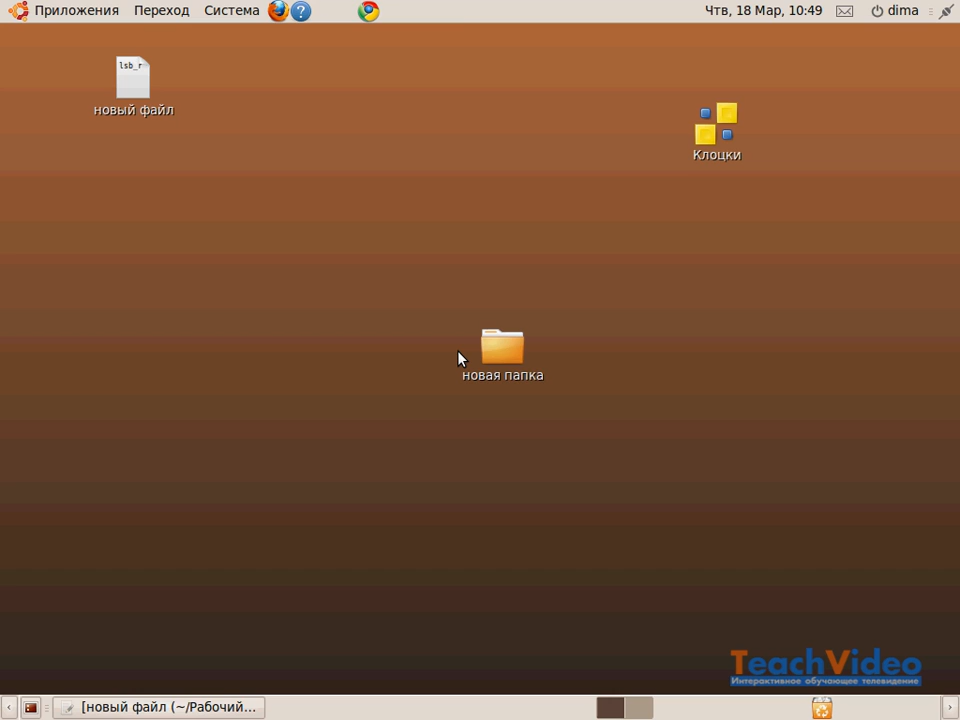 Приложения Переход Система ? Чтв, 18 Мар, 10:49 dima
lsb_r
новый файл
Клоцки
новая папка
TeachVideo
Интерактивное обучающее телевидение
[новый файл (~/Рабочий...